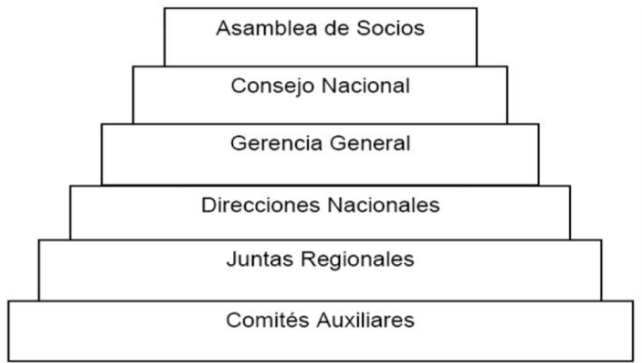 Asamblea de Socios
Consejo Nacional
Gerencia General
Direcciones Nacionales
Juntas Regionales
Comités Auxiliares